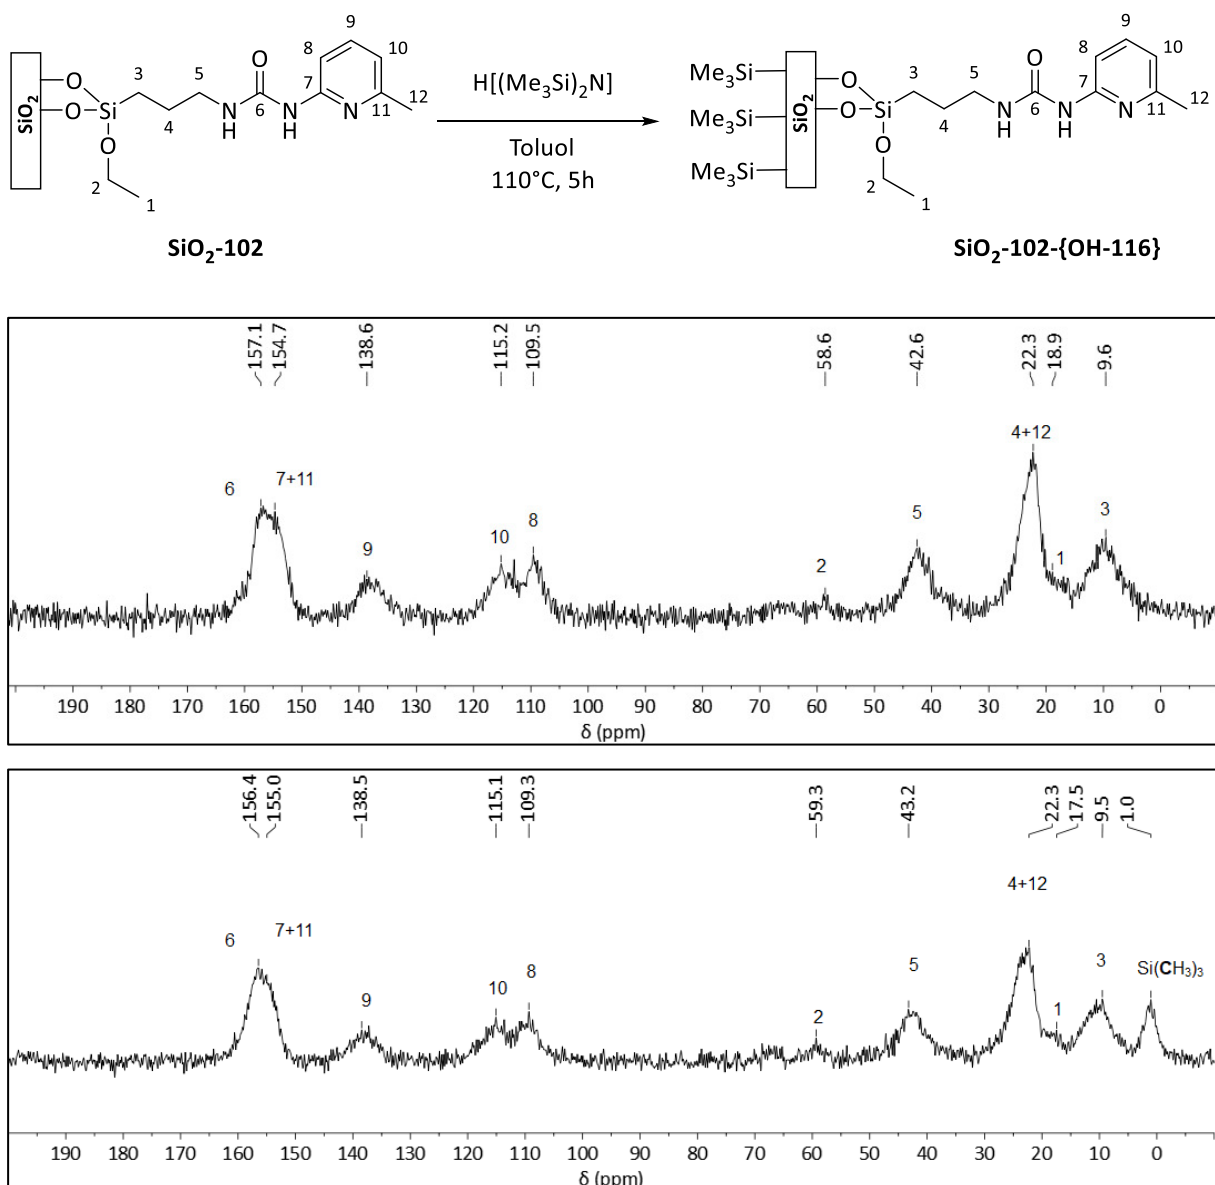 9
8
10
O
3
5
7
11
12
O
O
Si
4
N
H
6
N
H
N
SiO2
O
2
1
H[(Me3Si)2N]
Toluol
110°C, 5h
9
8
10
O
Me3Si
3
5
7
11
12
O
O
Si
4
N
H
6
N
H
N
Me3Si
SiO2
O
Me3Si
2
1
SiO2-102
SiO2-102-{OH-116}
157.1 154.7 138.6 115.2 109.5 58.6 42.6 22.3 18.9 9.6
4+12
6
7+11
5
3
8
10
9
2
1
190 180 170 160 150 140 130 120 110 100 90 80 70 60 50 40 30 20 10 0
δ (ppm)
156.4 155.0 138.5 115.1 109.3 59.3 43.2 22.3 17.5 9.5 1.0
4+12
6
7+11
5
3
Si(CH3)3
8
10
9
2
1
190 180 170 160 150 140 130 120 110 100 90 80 70 60 50 40 30 20 10 0
δ (ppm)